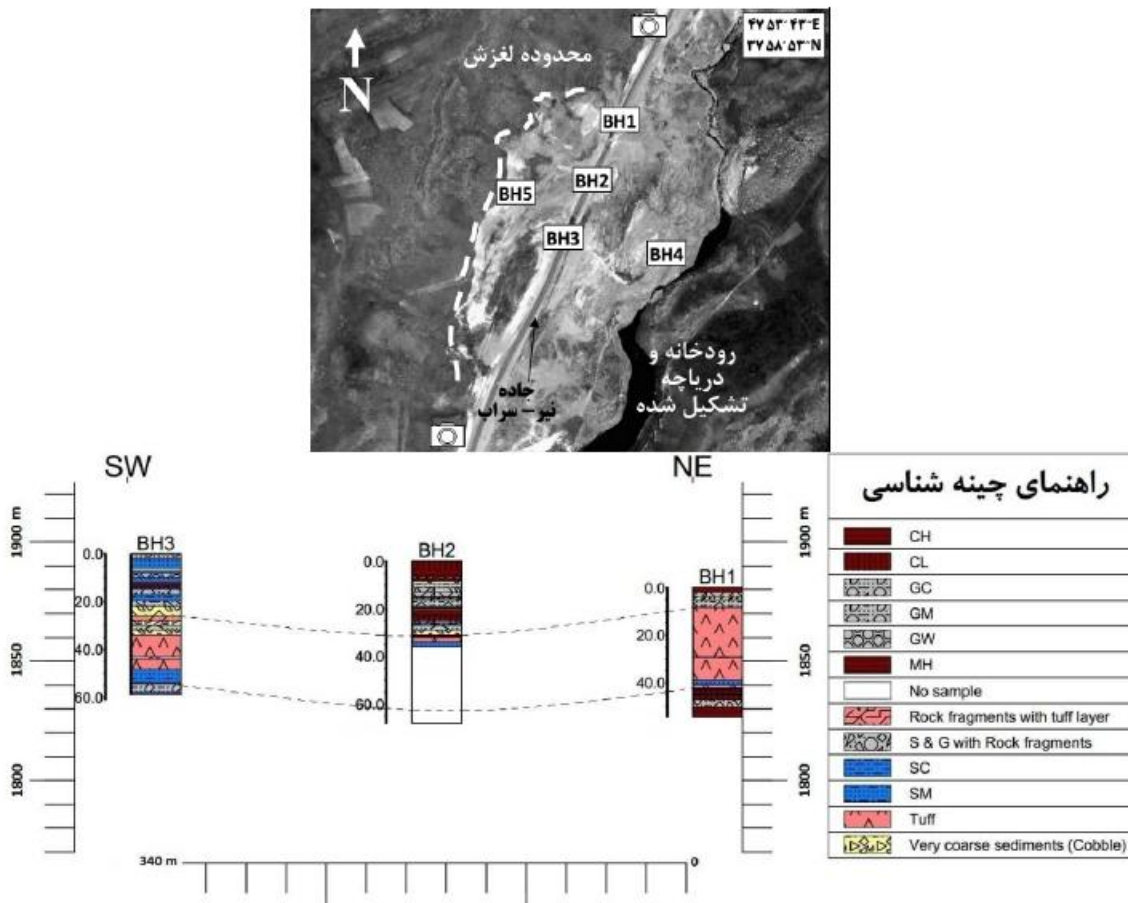 ۴۷ ۵۳ ۴۳ E
۳۷ ۵۸ ۵۳ N
محدوده لغزش
N
BH1
BH2
BH5
BH3
BH4
رودخانه و
دریاچه
تشکیل شده
جاده
نیر – سراب
SW
NE
1900 m
1850
1800
BH3
0.0
20.0
40.0
60.0
BH2
0.0
20.0
40.0
60.0
BH1
0.0
20.0
40.0
1900 m
1850
1800
340 m
0
راهنمای چینه شناسی
CH
CL
GC
GM
GW
MH
No sample
Rock fragments with tuff layer
S & G with Rock fragments
SC
SM
Tuff
Very coarse sediments (Cobble)